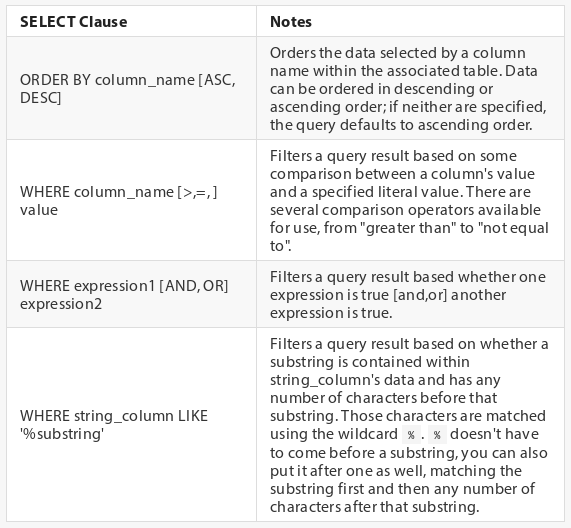 SELECT Clause
Notes
ORDER BY column_name [ASC,
DESC]
Orders the data selected by a column
name within the associated table. Data
can be ordered in descending or
ascending order; if neither are specified,
the query defaults to ascending order.
WHERE column_name [>,=, ]
value
Filters a query result based on some
comparison between a column's value
and a specified literal value. There are
several comparison operators available
for use, from "greater than" to "not equal
to".
WHERE expression1 [AND, OR]
expression2
Filters a query result based whether one
expression is true [and,or] another
expression is true.
WHERE string_column LIKE
'%substring'
Filters a query result based on whether a
substring is contained within
string_column's data and has any
number of characters before that
substring. Those characters are matched
using the wildcard %. % doesn't have
to come before a substring, you can also
put it after one as well, matching the
substring first and then any number of
characters after that substring.